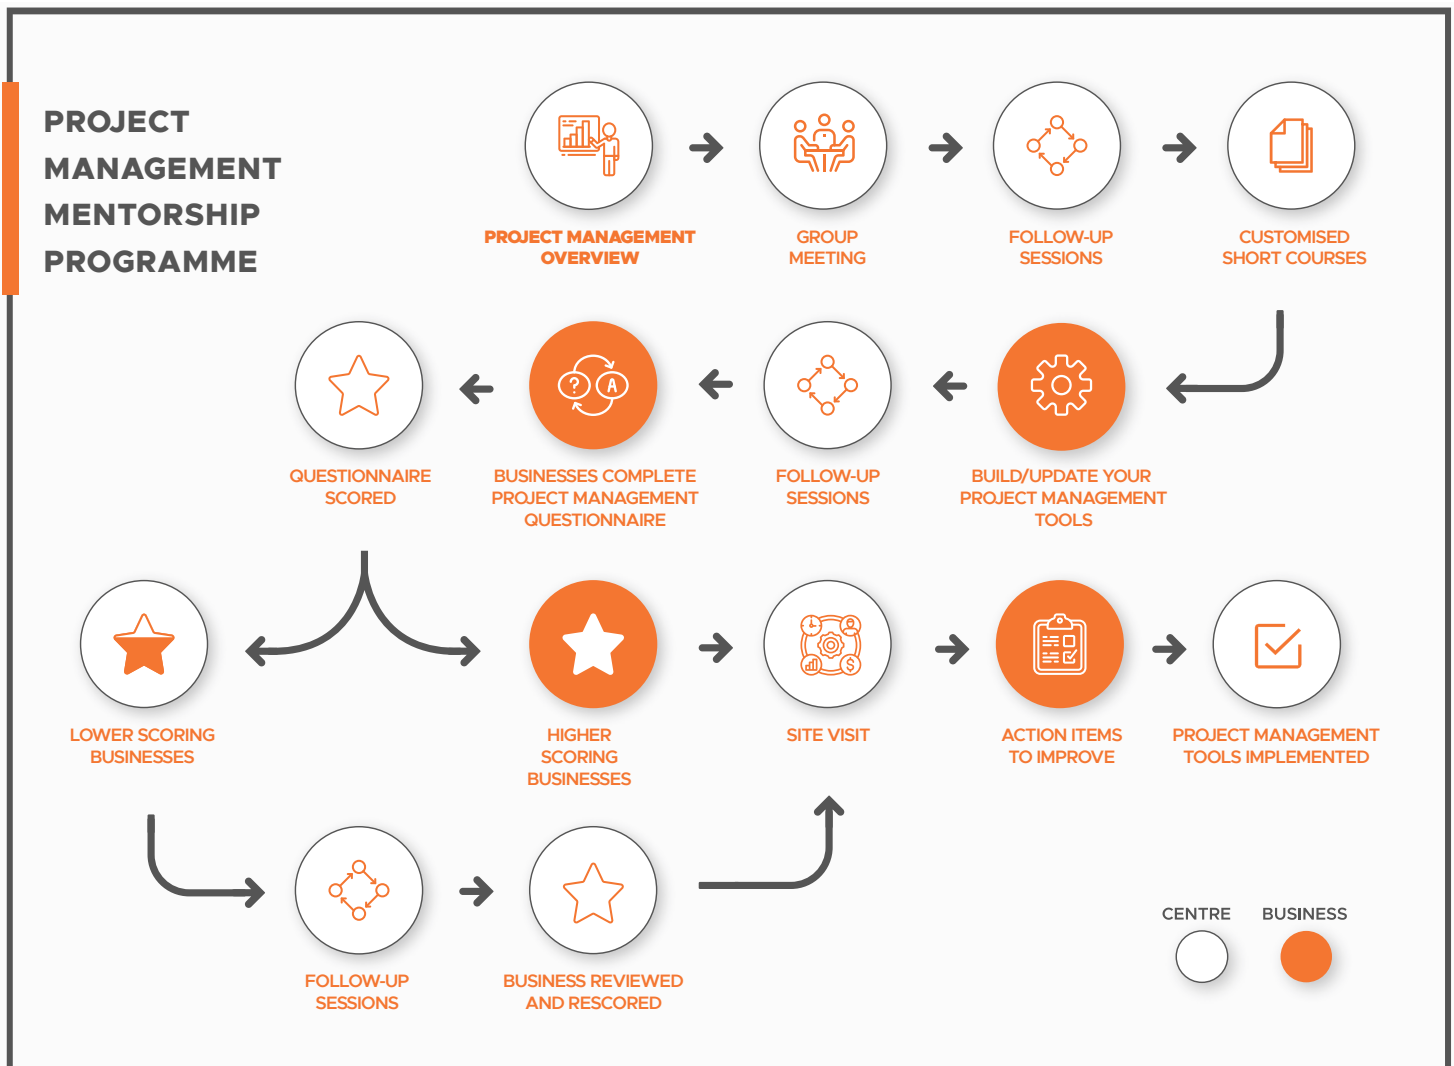 PROJECT
MANAGEMENT
MENTORSHIP
PROGRAMME
PROJECT MANAGEMENT
OVERVIEW
GROUP
MEETING
FOLLOW-UP
SESSIONS
CUSTOMISED
SHORT COURSES
?
A
QUESTIONNAIRE
SCORED
BUSINESSES COMPLETE
PROJECT MANAGEMENT
QUESTIONNAIRE
FOLLOW-UP
SESSIONS
BUILD/UPDATE YOUR
PROJECT MANAGEMENT
TOOLS
$
LOWER SCORING
BUSINESSES
HIGHER
SCORING
BUSINESSES
SITE VISIT
ACTION ITEMS
TO IMPROVE
PROJECT MANAGEMENT
TOOLS IMPLEMENTED
FOLLOW-UP
SESSIONS
BUSINESS REVIEWED
AND RESCORED
CENTRE
BUSINESS